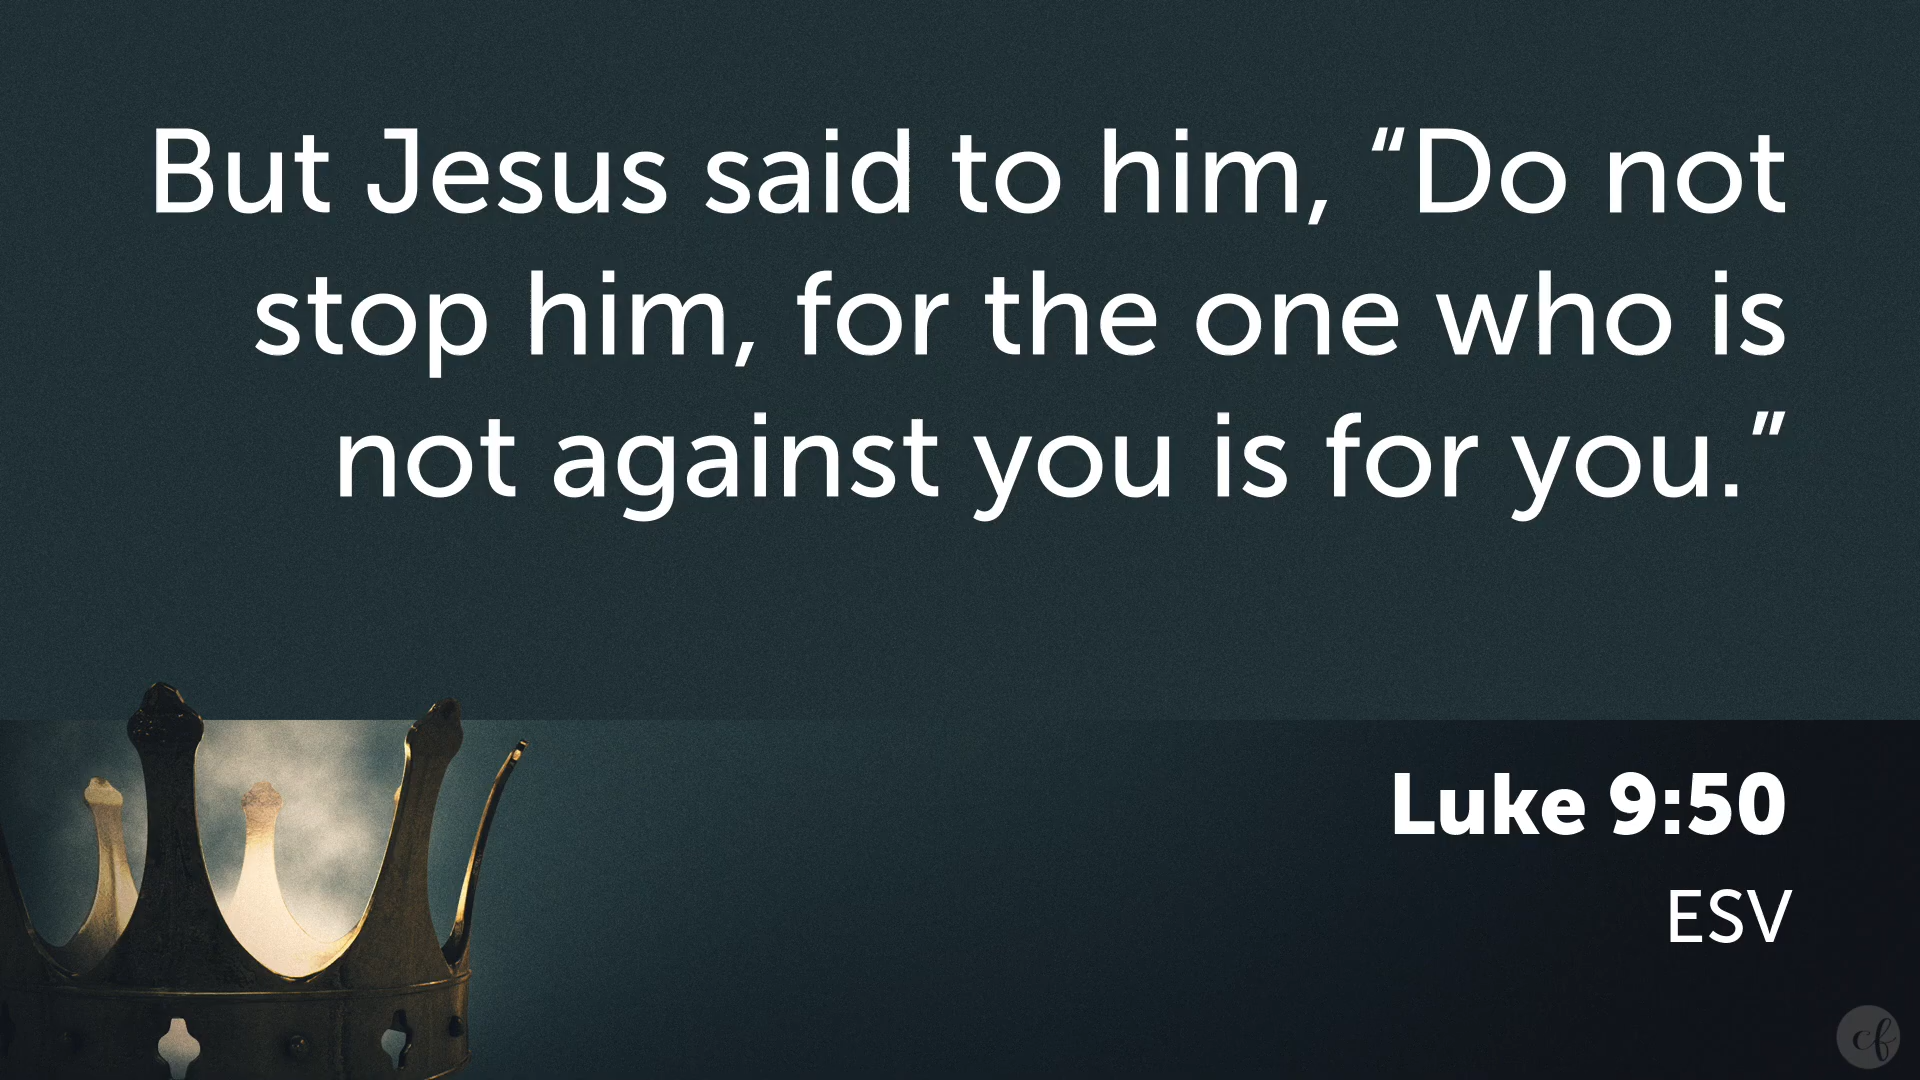 But Jesus said to him, “Do not
stop him, for the one who is
not against you is for you.”
Luke 9:50
ESV
cf